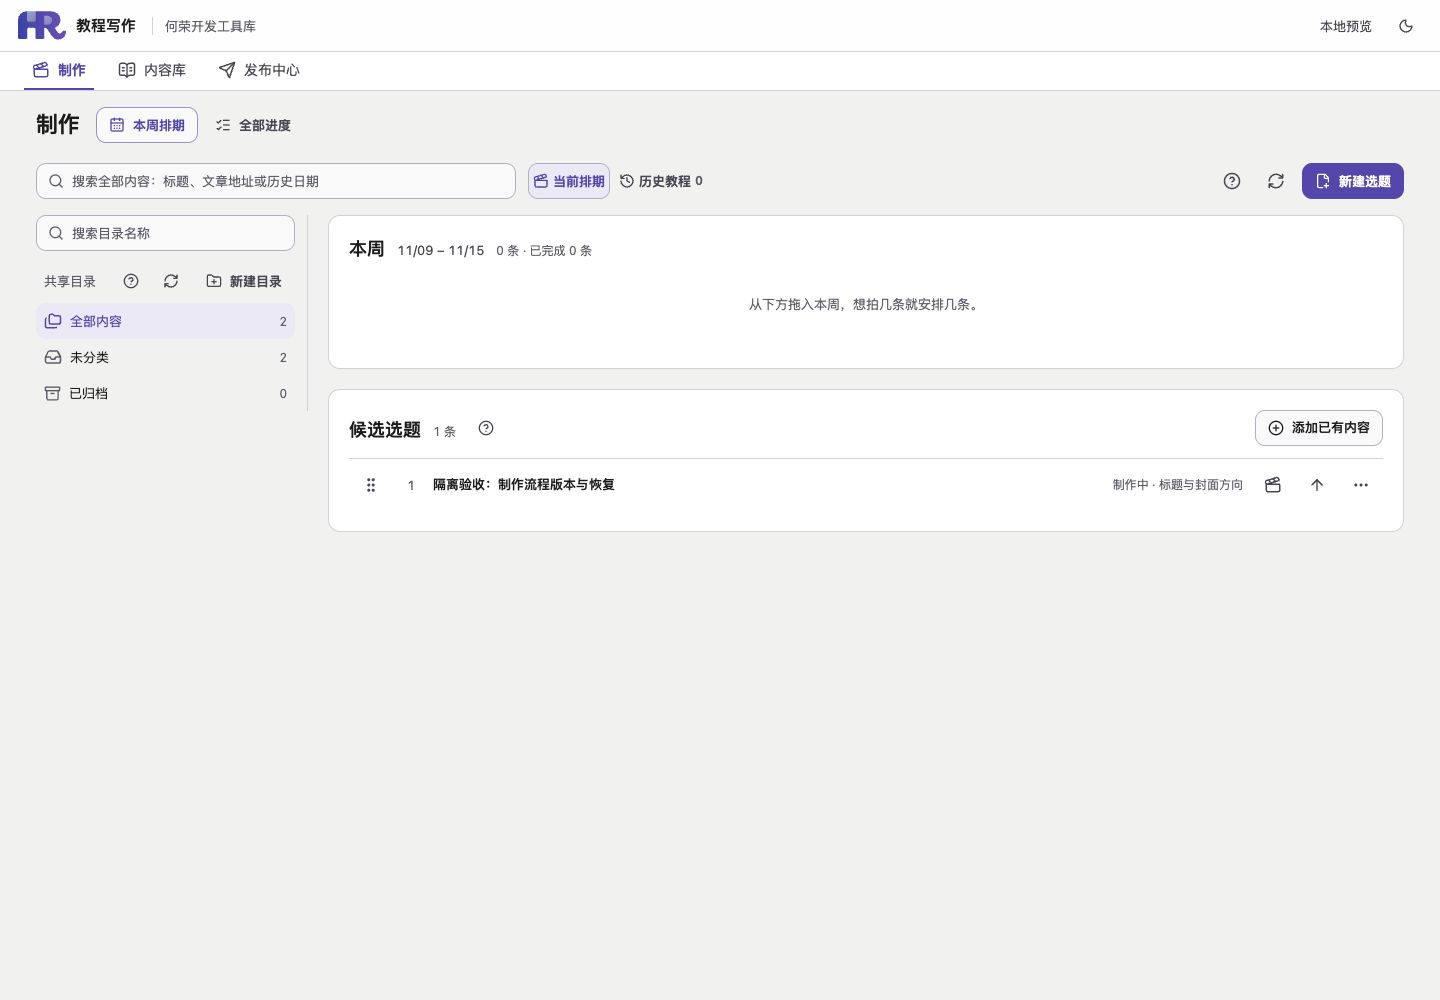 HR 教程写作 何荣开发工具库 本地预览
制作 内容库 发布中心
制作 本周排期 全部进度
搜索全部内容：标题、文章地址或历史日期 当前排期 历史教程 0 新建选题
搜索目录名称
共享目录 新建目录
全部内容 2
未分类 2
已归档 0
本周 11/09 – 11/15 0 条 · 已完成 0 条
从下方拖入本周，想拍几条就安排几条。
候选选题 1 条 添加已有内容
1 隔离验收：制作流程版本与恢复 制作中 · 标题与封面方向